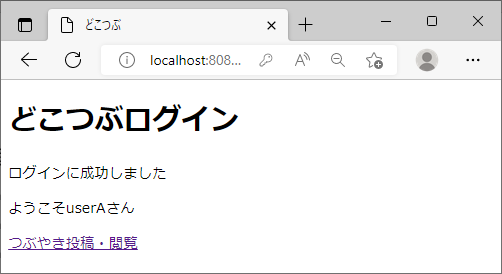 どこつぶ
localhost:808...
どこつぶログイン
ログインに成功しました
ようこそuserAさん
つぶやき投稿・閲覧